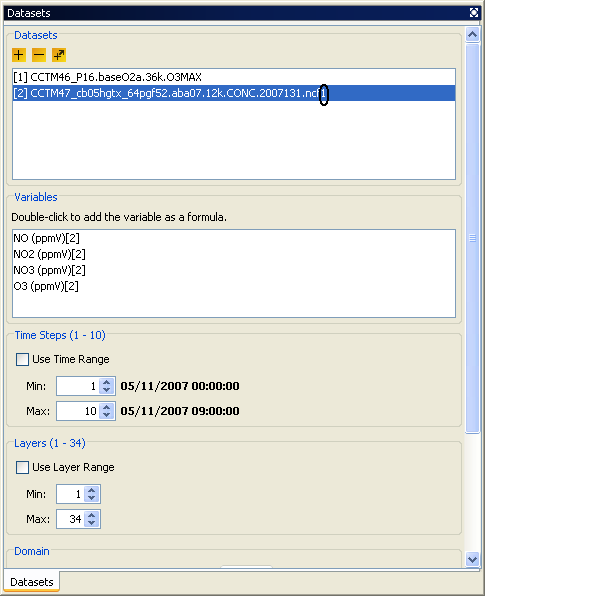 Datasets
Datasets
[1] CCTM46_P16.baseO2a.36k.O3MAX
[2] CCTM47_cb05hgtx_64pgf52.aba07.12k.CONC.2007131.ncf1
Variables
Double-click to add the variable as a formula.
NO (ppmV)[2]
NO2 (ppmV)[2]
NO3 (ppmV)[2]
O3 (ppmV)[2]
Time Steps (1 - 10)
Use Time Range
Min: 1 05/11/2007 00:00:00
Max: 10 05/11/2007 09:00:00
Layers (1 - 34)
Use Layer Range
Min: 1
Max: 34
Domain
Datasets